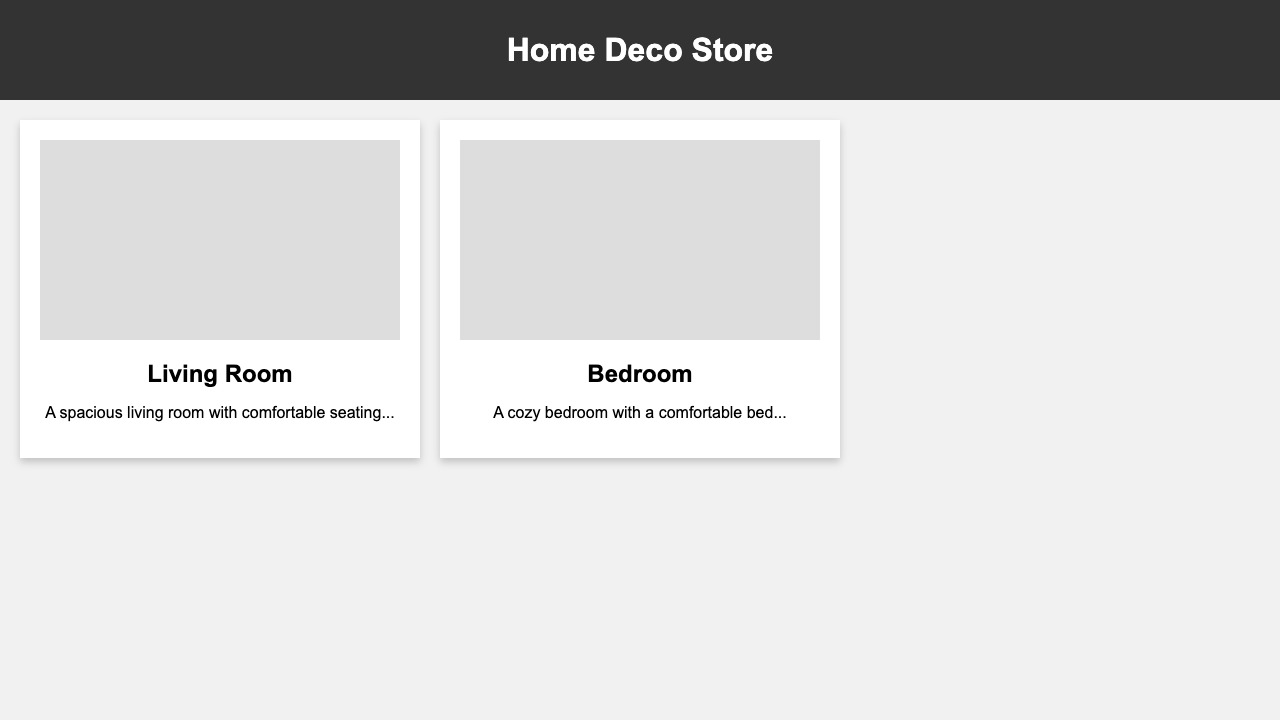 Home Deco Store
Living Room
A spacious living room with comfortable seating...
Bedroom
A cozy bedroom with a comfortable bed...